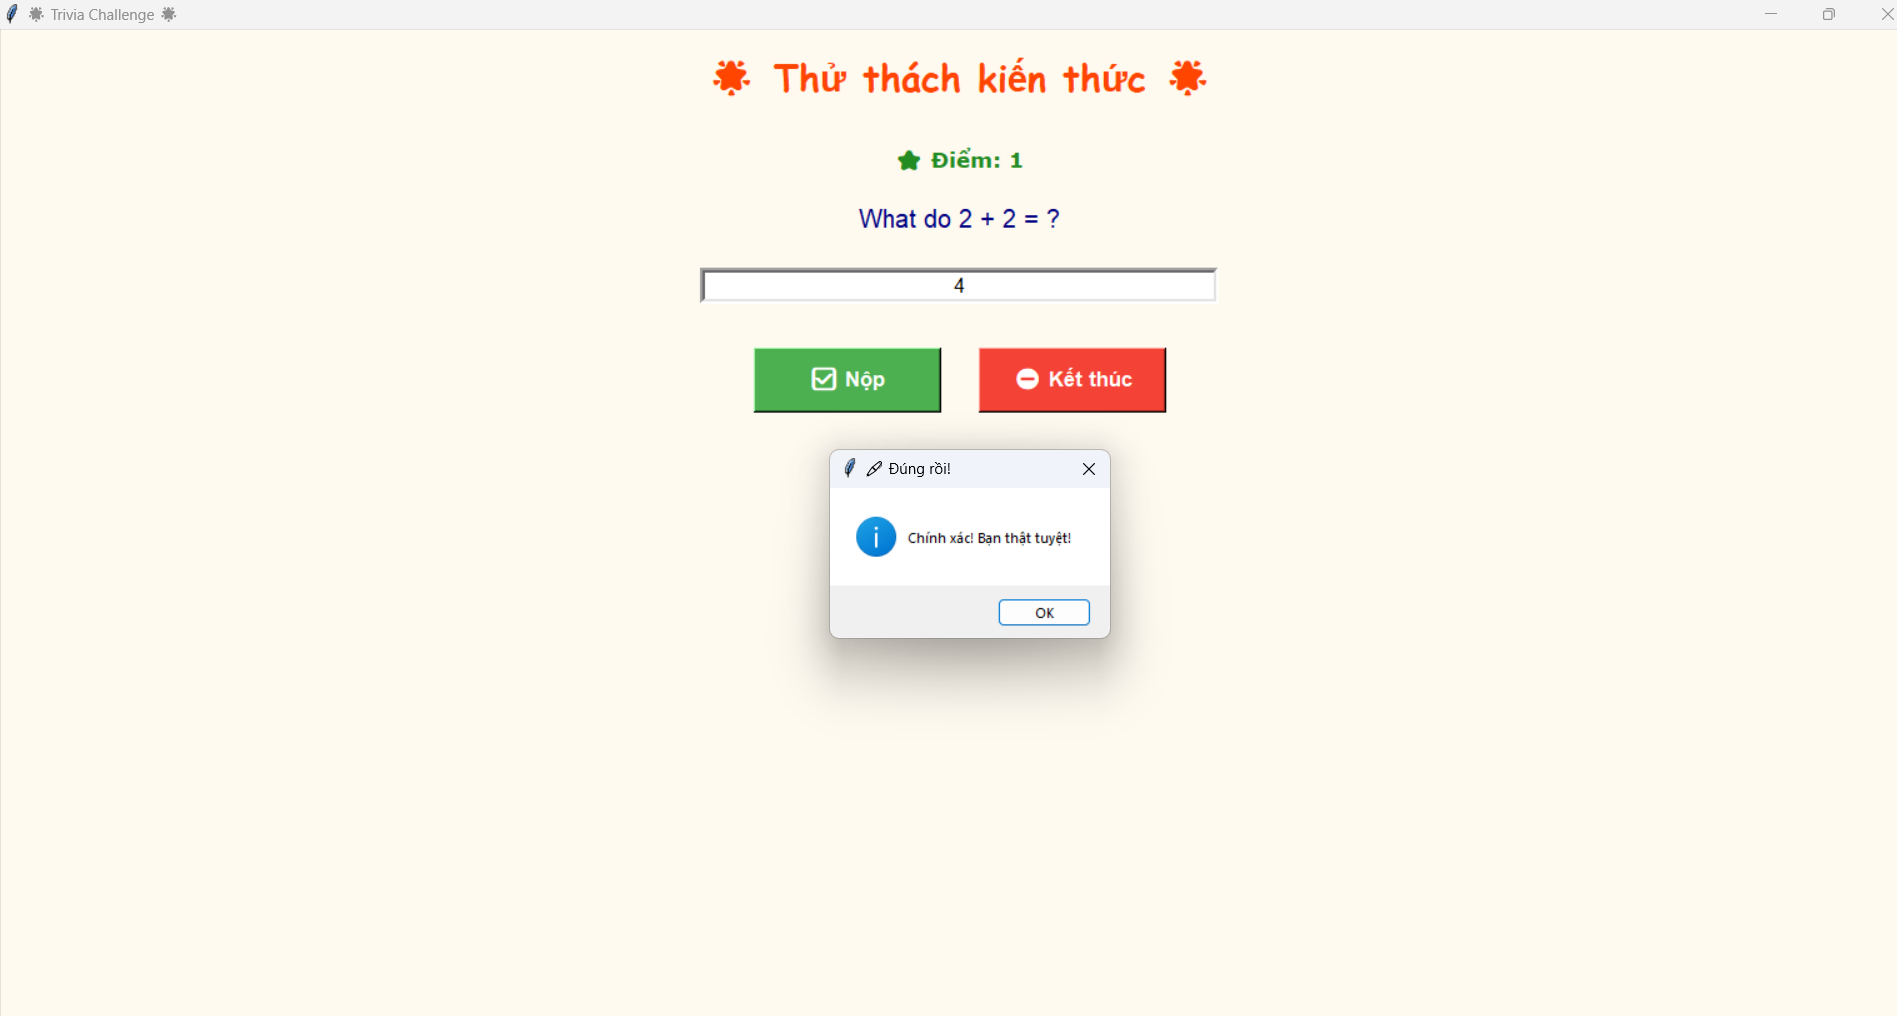 Trivia Challenge
Thử thách kiến thức
Điểm: 1
What do 2 + 2 = ?
4
Nộp
Kết thúc
Đúng rồi!
Chính xác! Bạn thật tuyệt!
OK